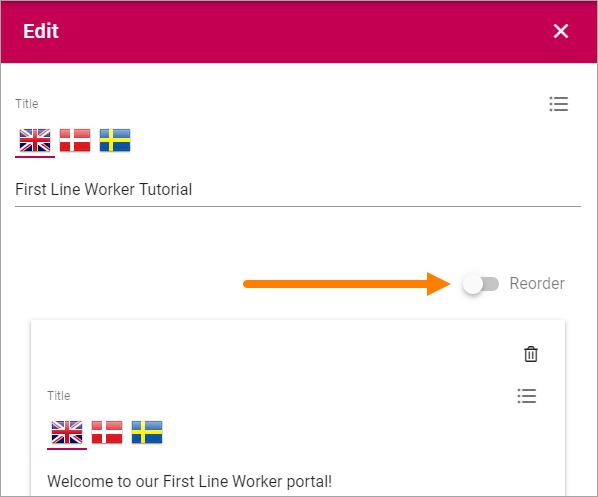 Edit
Title
First Line Worker Tutorial
Reorder
Title
Welcome to our First Line Worker portal!